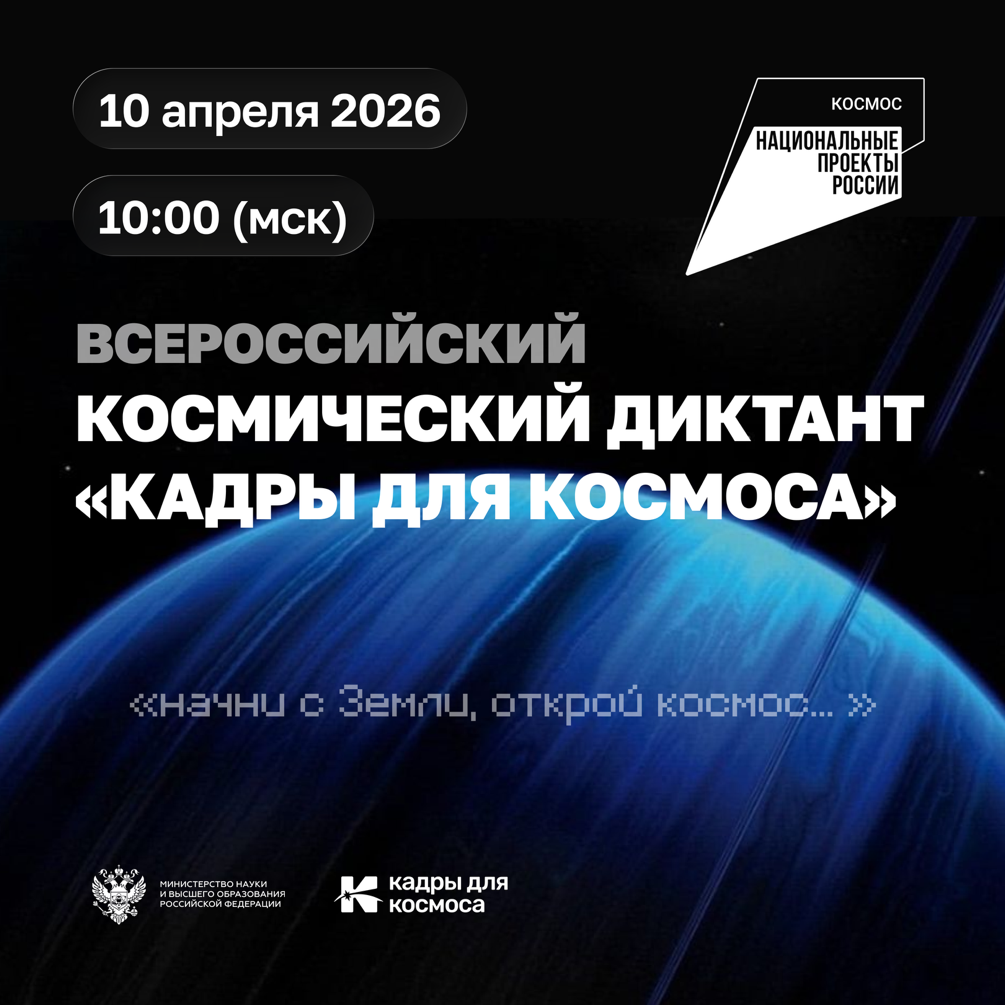 10 апреля 2026
КОСМОС
НАЦИОНАЛЬНЫЕ
ПРОЕКТЫ
РОССИИ
10:00 (мск)
ВСЕРОССИЙСКИЙ
КОСМИЧЕСКИЙ ДИКТАНТ
«КАДРЫ ДЛЯ КОСМОСА»
«начни с Земли, открой космос... »
МИНИСТЕРСТВО НАУКИ
И ВЫСШЕГО ОБРАЗОВАНИЯ
РОССИЙСКОЙ ФЕДЕРАЦИИ
кадры для
космоса